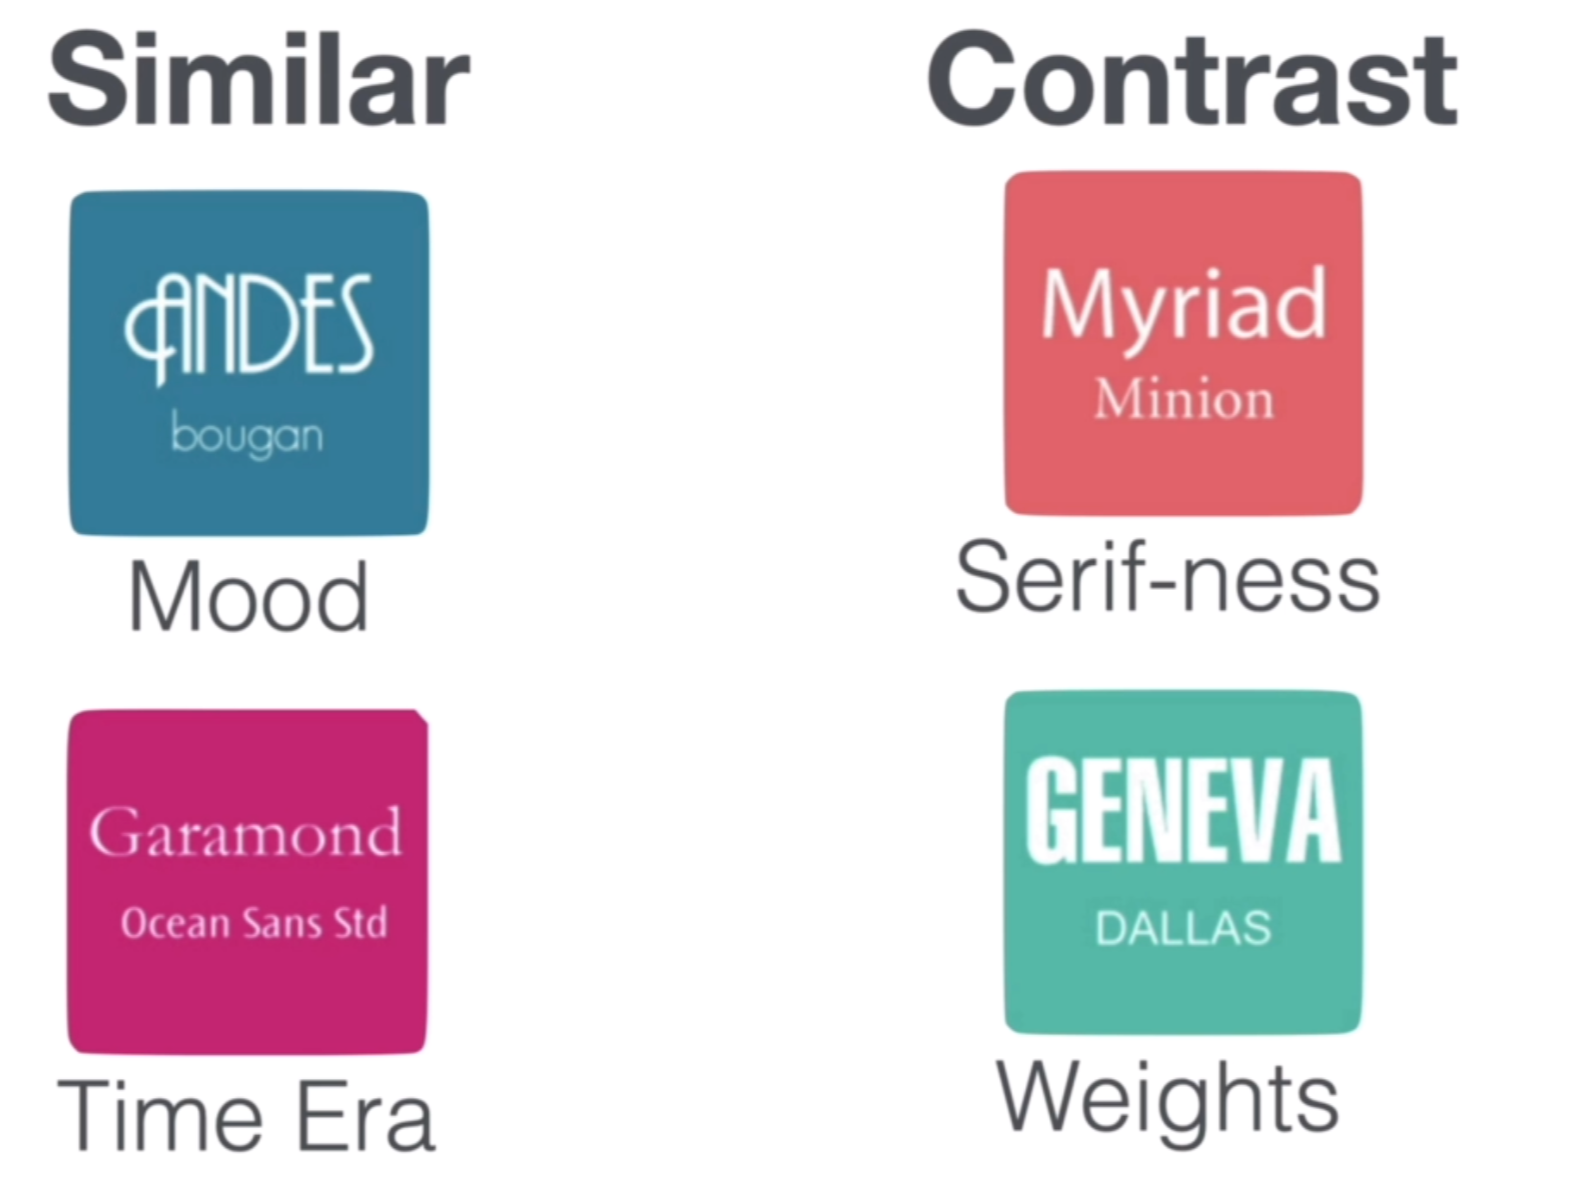 Similar
ANDES
bougan
Mood
Garamond
Ocean Sans Std
Time Era
Contrast
Myriad
Minion
Serif-ness
GENEVA
DALLAS
Weights